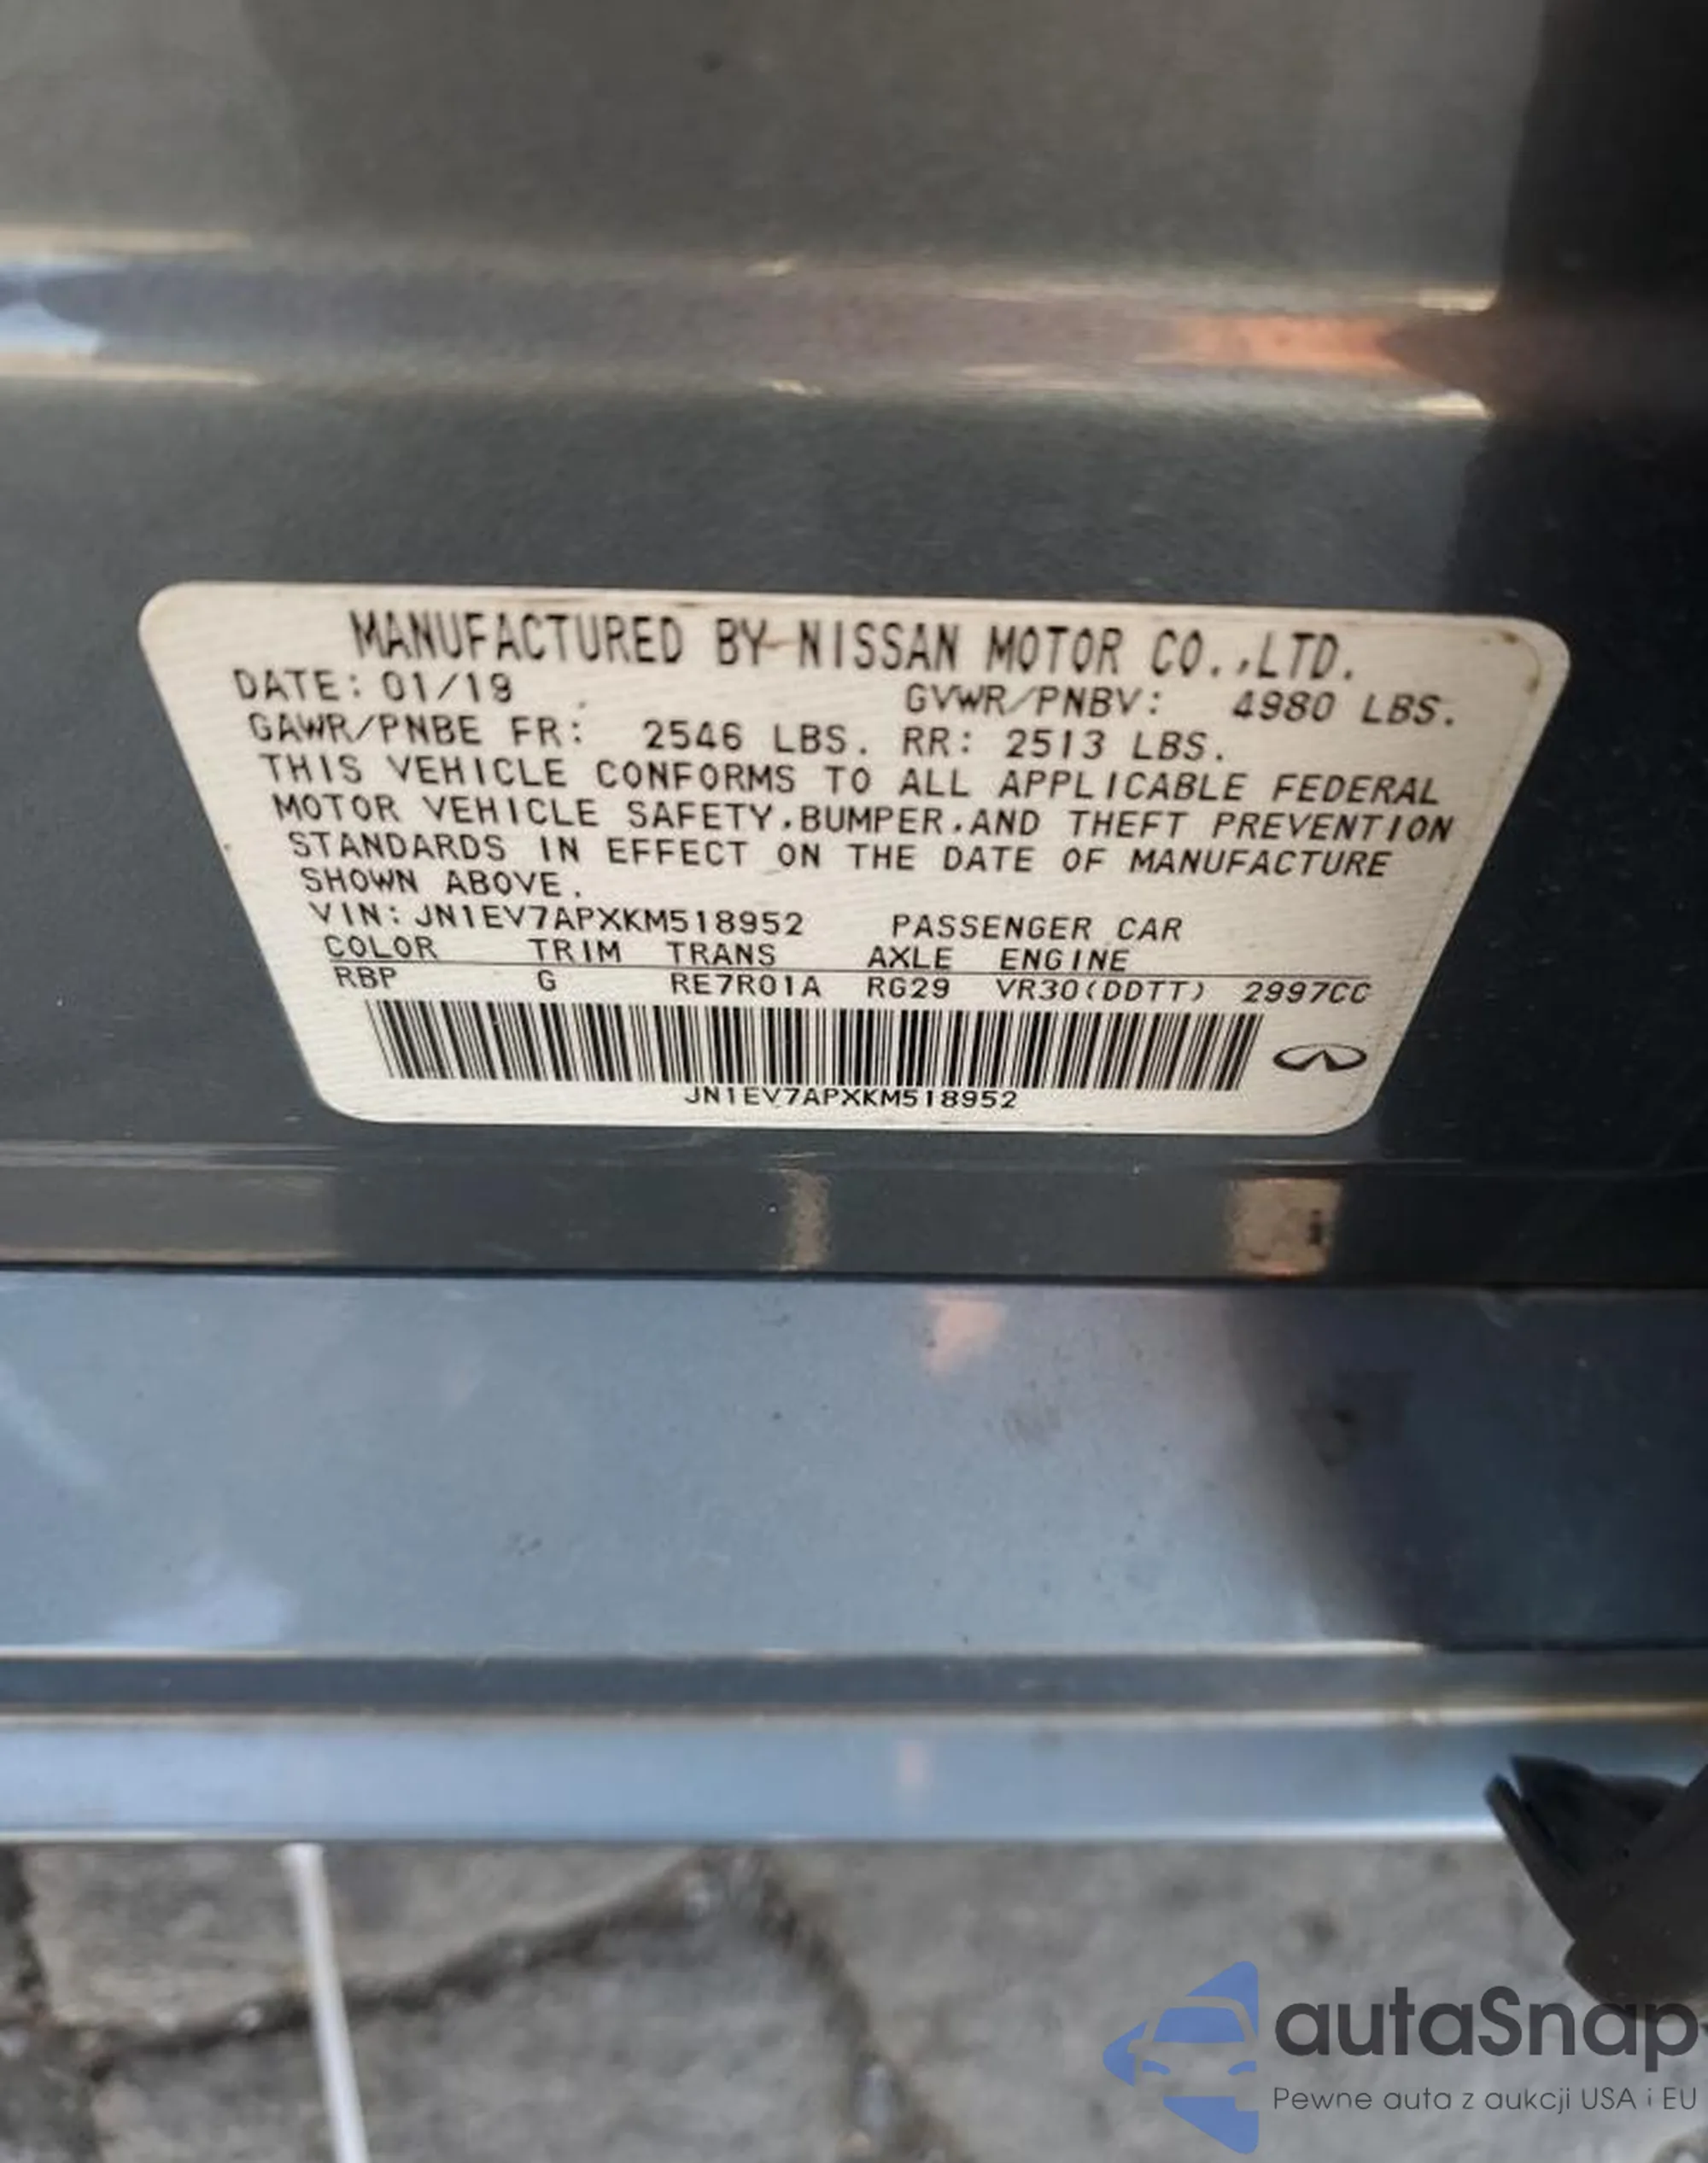 MANUFACTURED BY NISSAN MOTOR CO.,LTD.
DATE: 01/19 GVWR/PNBV: 4980 LBS.
GAWR/PNBE FR: 2546 LBS. RR: 2513 LBS.
THIS VEHICLE CONFORMS TO ALL APPLICABLE FEDERAL
MOTOR VEHICLE SAFETY,BUMPER,AND THEFT PREVENTION
STANDARDS IN EFFECT ON THE DATE OF MANUFACTURE
SHOWN ABOVE.
VIN: JN1EV7APXKM518952 PASSENGER CAR
COLOR TRIM TRANS AXLE ENGINE
RBP G RE7R01A RG29 VR30(DDTT) 2997CC
JN1EV7APXKM518952
autaSnap
Pewne auta z aukcji USA i EU